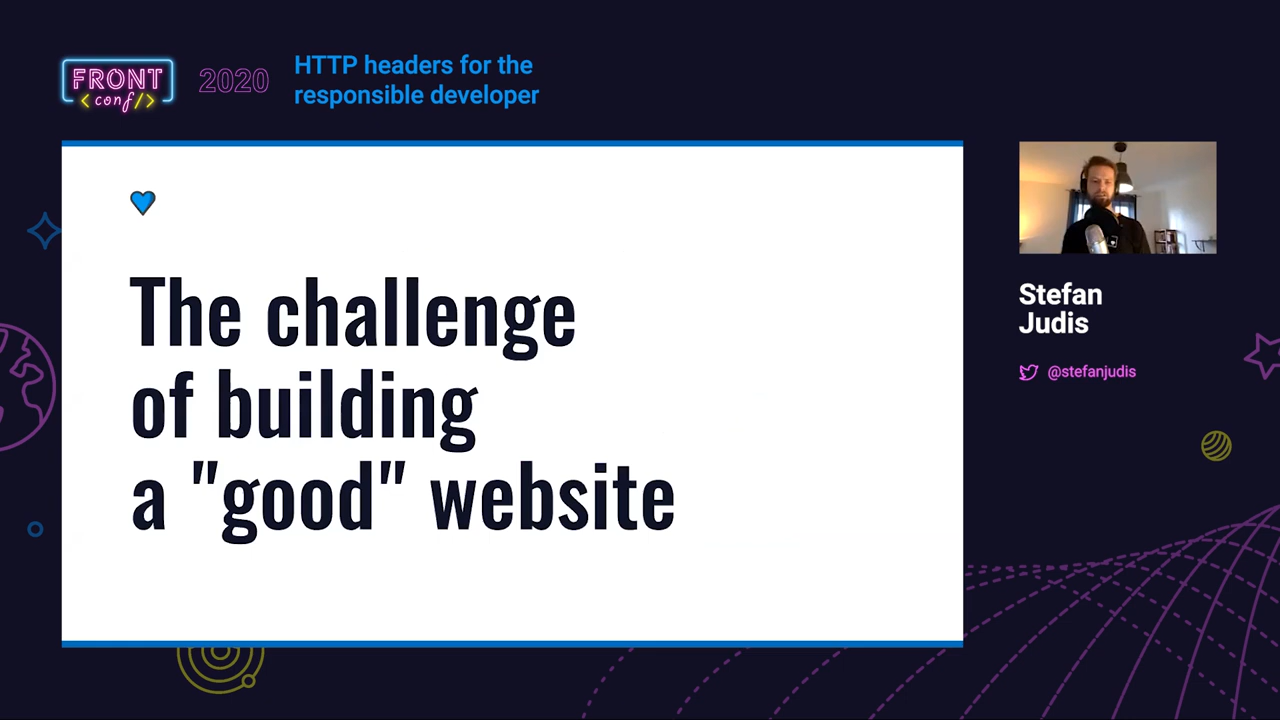 FRONT
<conf/>
2020
HTTP headers for the
responsible developer
The challenge
of building
a "good" website
Stefan
Judis
@stefanjudis